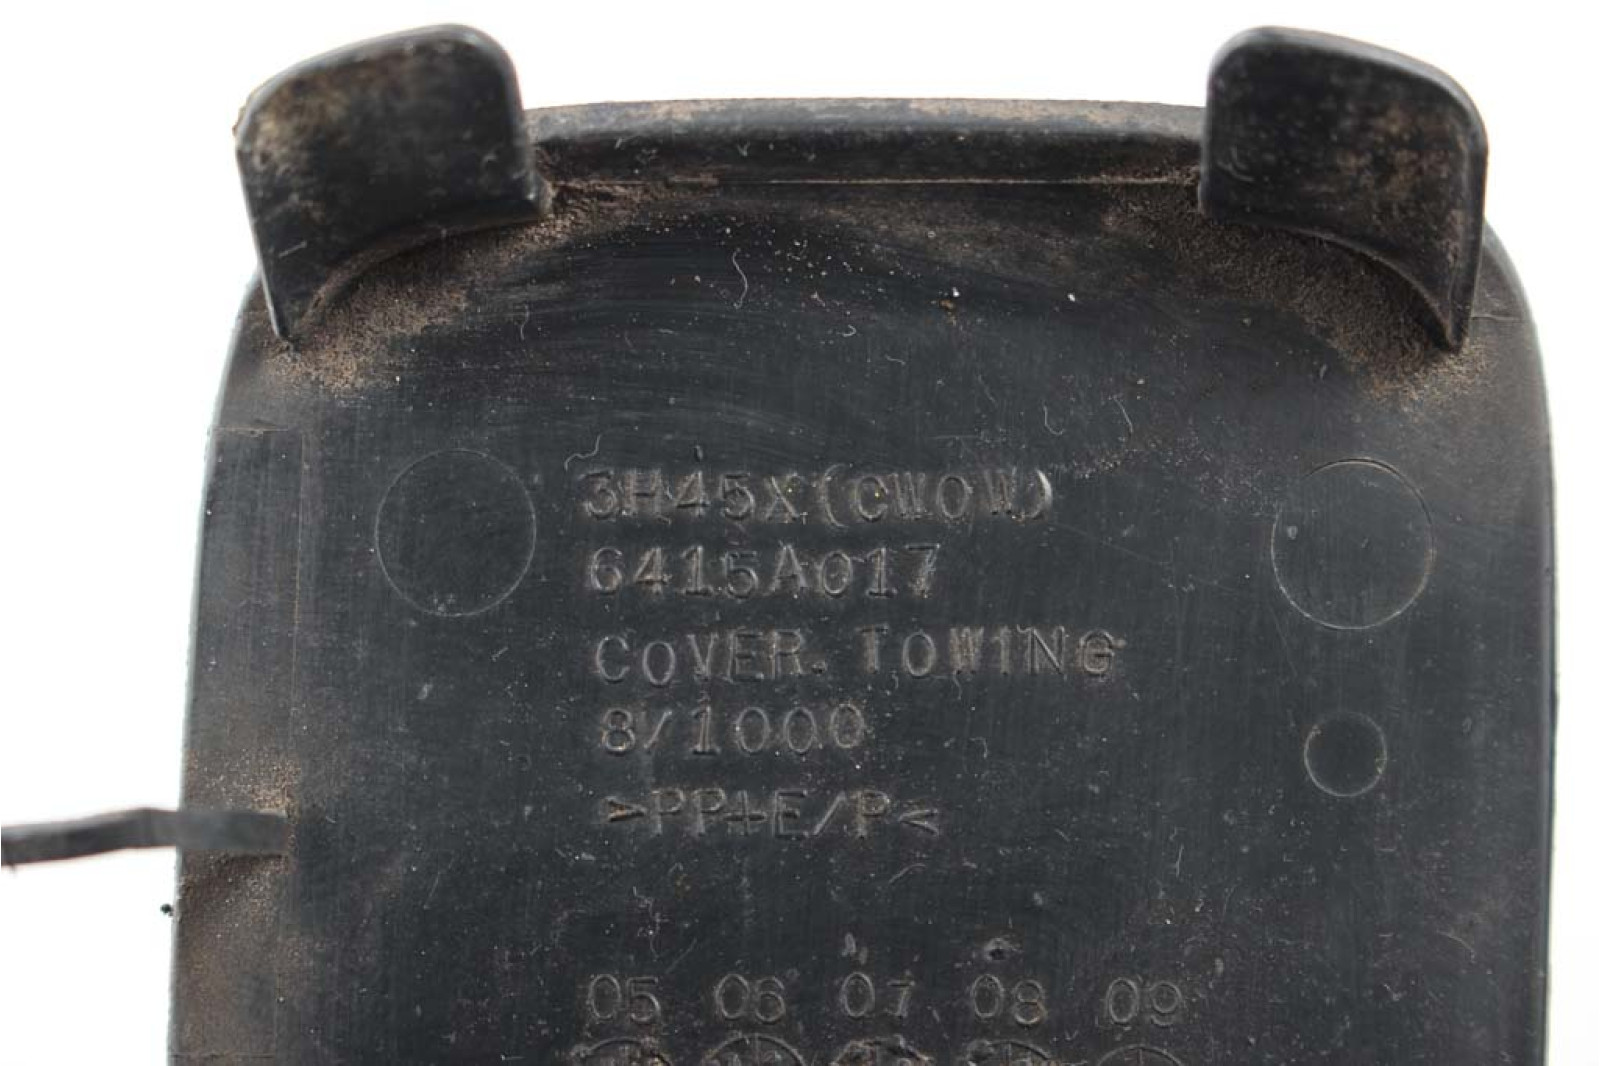 3H45X(CWOW)
6415A017
COVER. TOWING
8/1000
>PP+E/P<
05 06 07 08 09